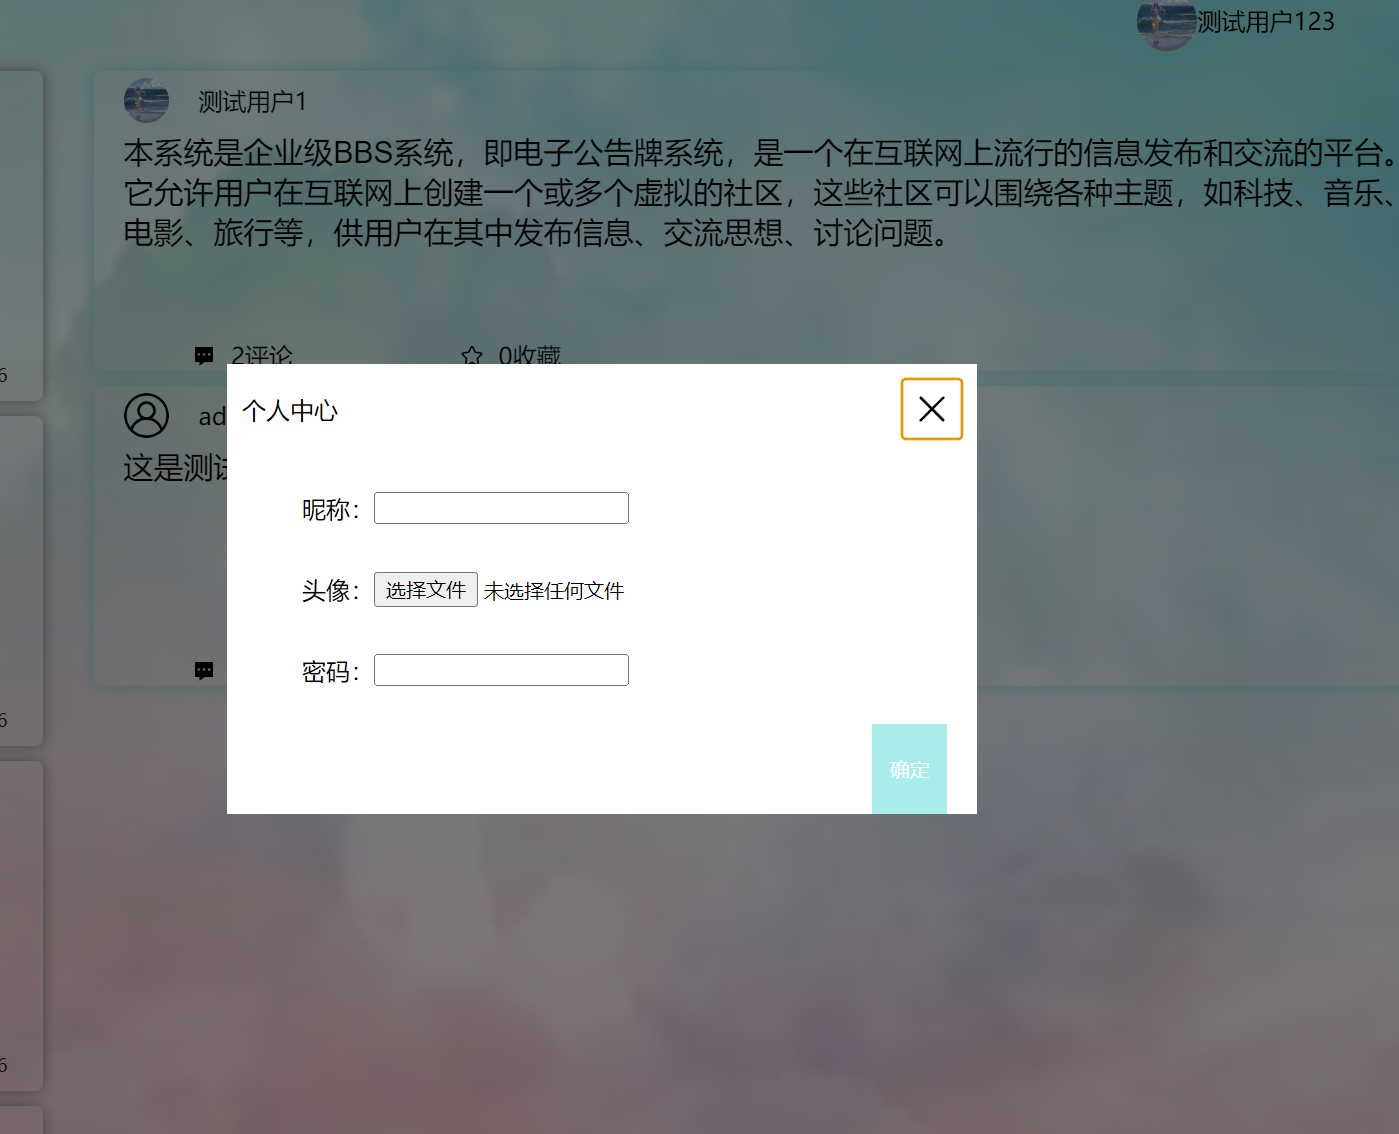 测试用户123
测试用户1
本系统是企业级BBS系统，即电子公告牌系统，是一个在互联网上流行的信息发布和交流的平台。
它允许用户在互联网上创建一个或多个虚拟的社区，这些社区可以围绕各种主题，如科技、音乐、
电影、旅行等，供用户在其中发布信息、交流思想、讨论问题。
6
2评论 0收藏
ad
这是测试
个人中心
昵称：
头像： 选择文件 未选择任何文件
密码：
6
确定
6